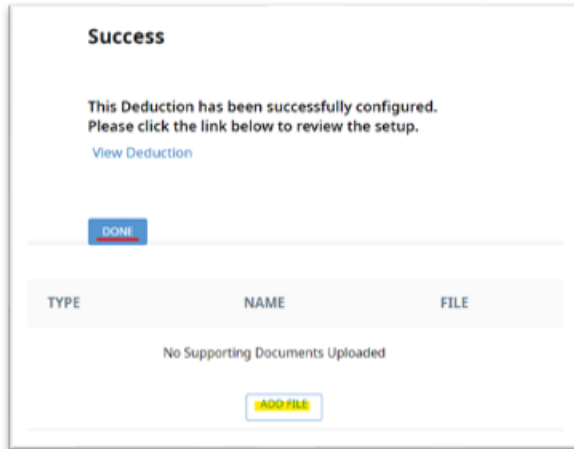 Success
This Deduction has been successfully configured.
Please click the link below to review the setup.
View Deduction
DONE
TYPE NAME FILE
No Supporting Documents Uploaded
ADD FILE